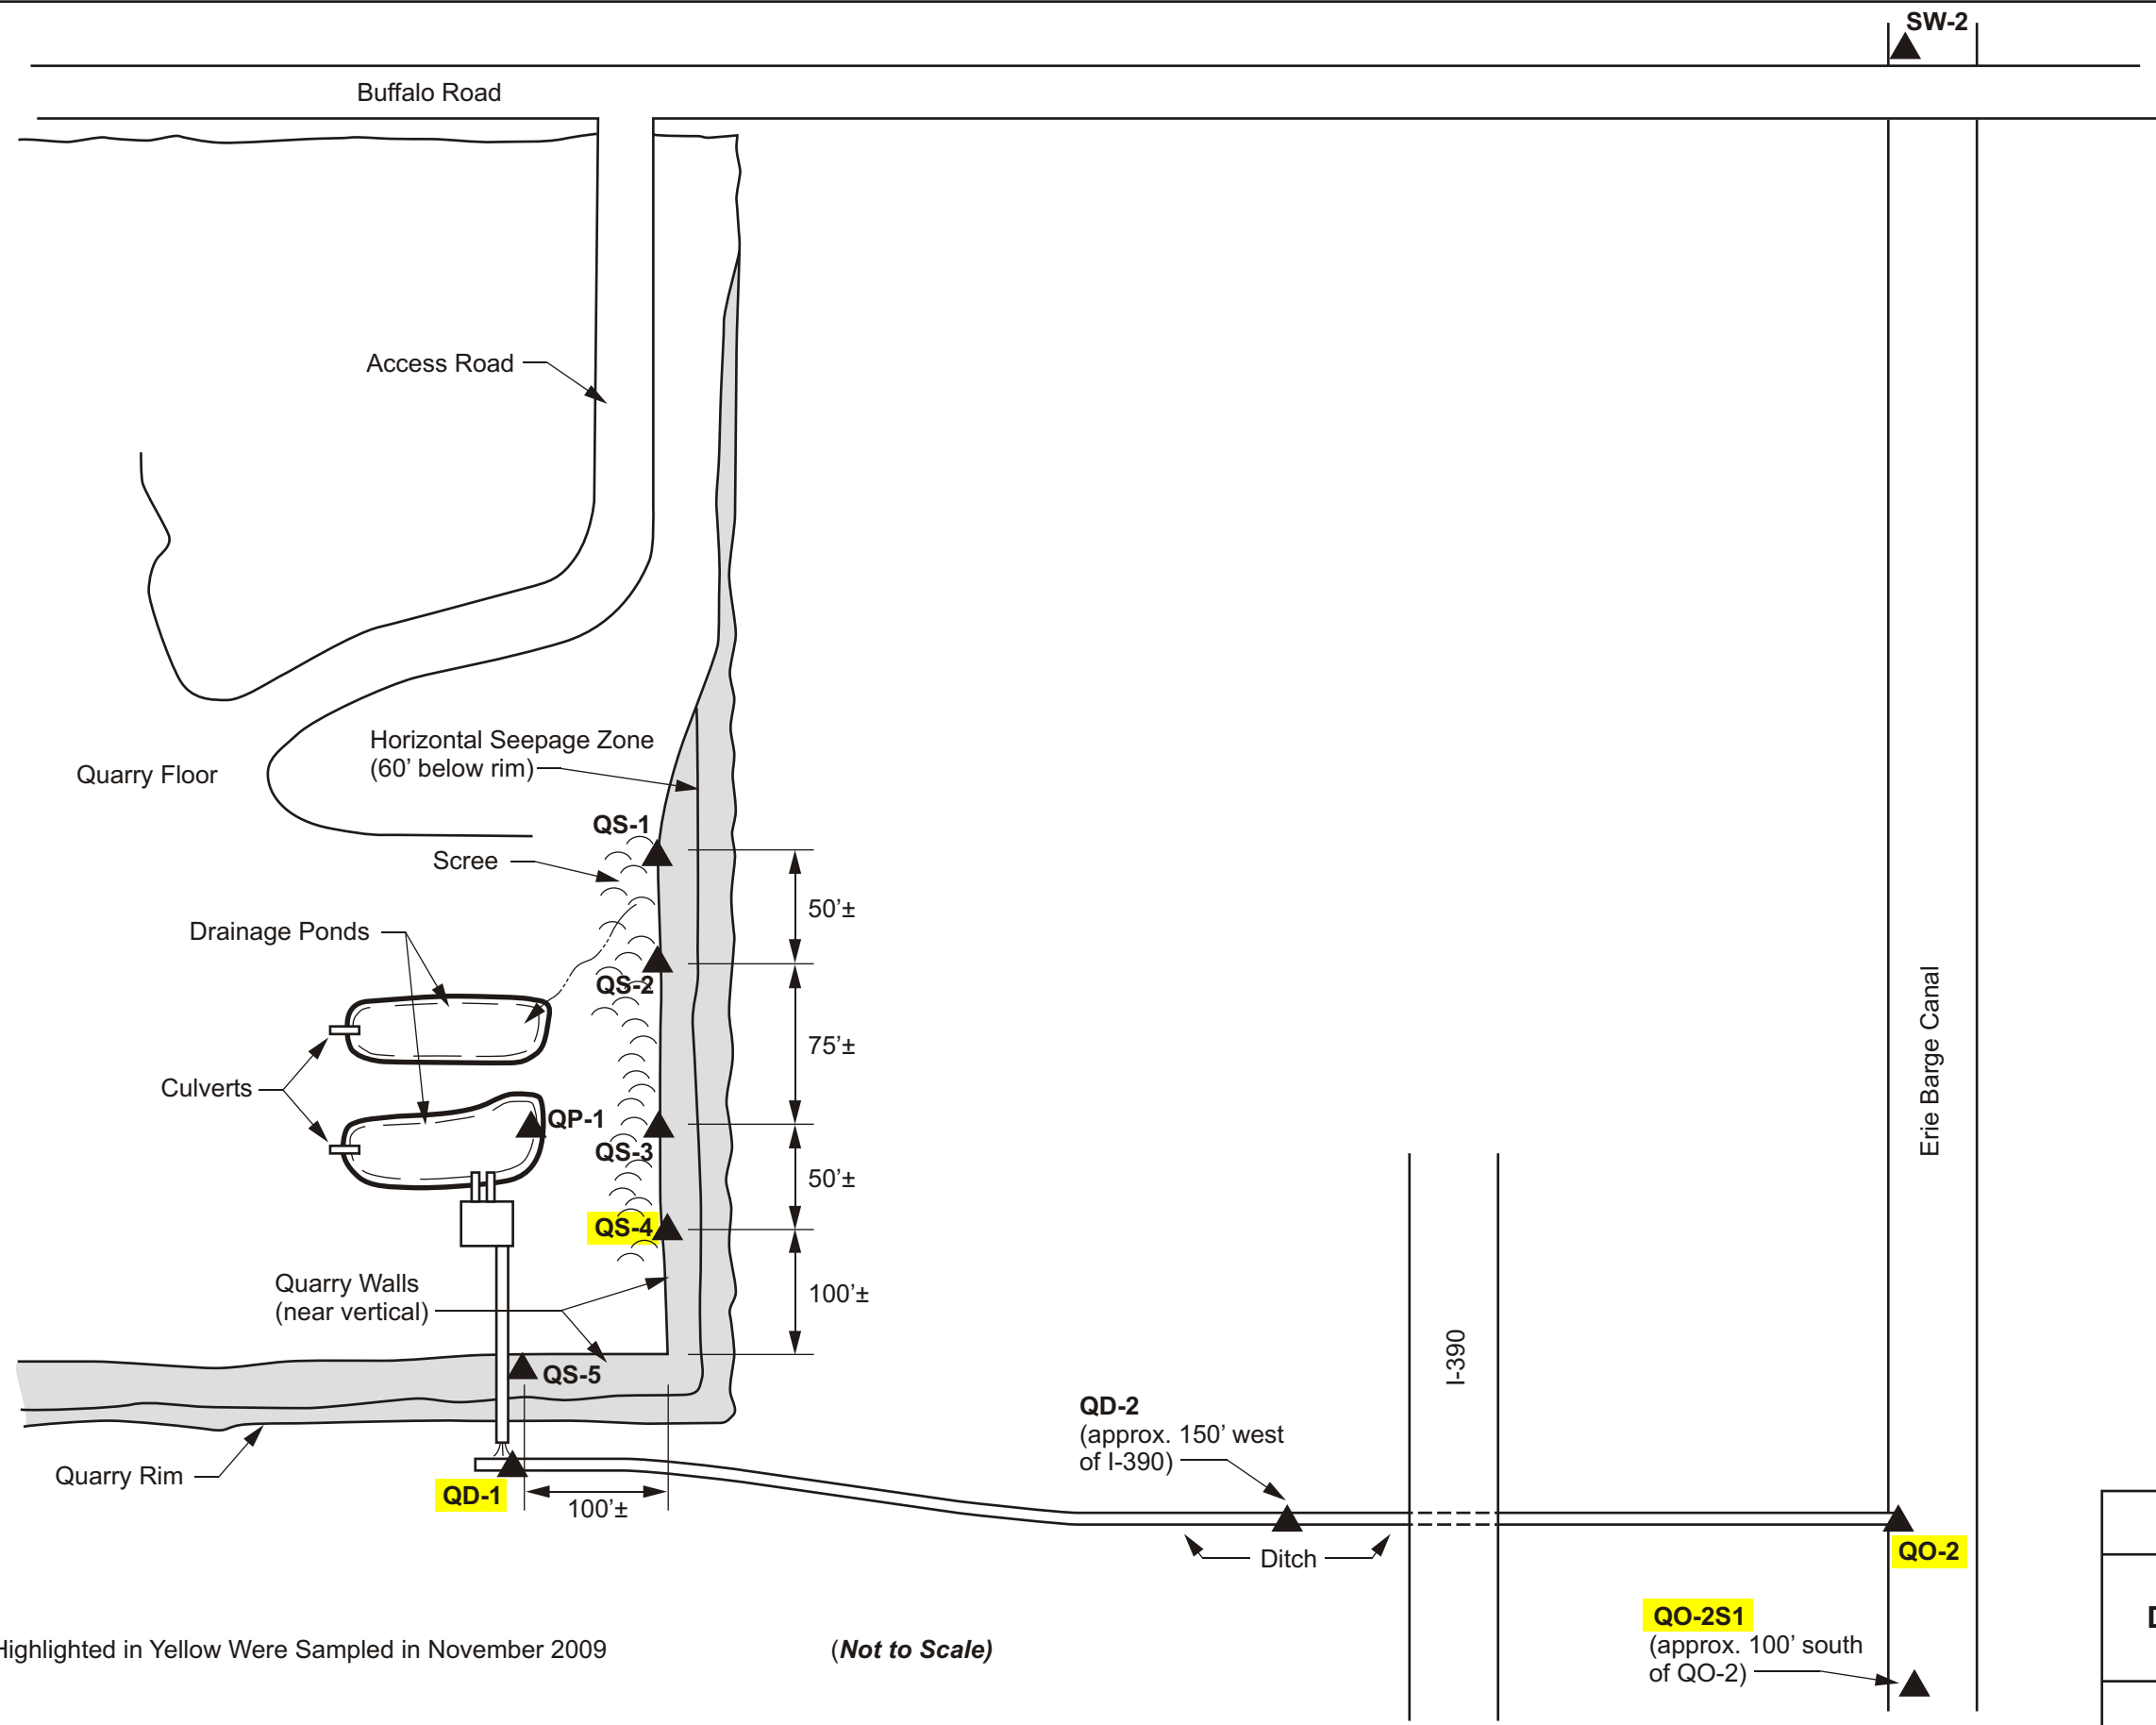 SW-2
Buffalo Road
Access Road
Horizontal Seepage Zone
(60’ below rim)
Quarry Floor
QS-1
Scree
50’±
Drainage Ponds
QS-2
75’±
Erie Barge Canal
Culverts
QP-1
QS-3
50’±
QS-4
Quarry Walls
(near vertical)
100’±
I-390
QS-5
QD-2
(approx. 150’ west
of I-390)
Quarry Rim
QD-1
100’±
Ditch
QO-2
QO-2S1
(approx. 100’ south
of QO-2)
Highlighted in Yellow Were Sampled in November 2009
(Not to Scale)